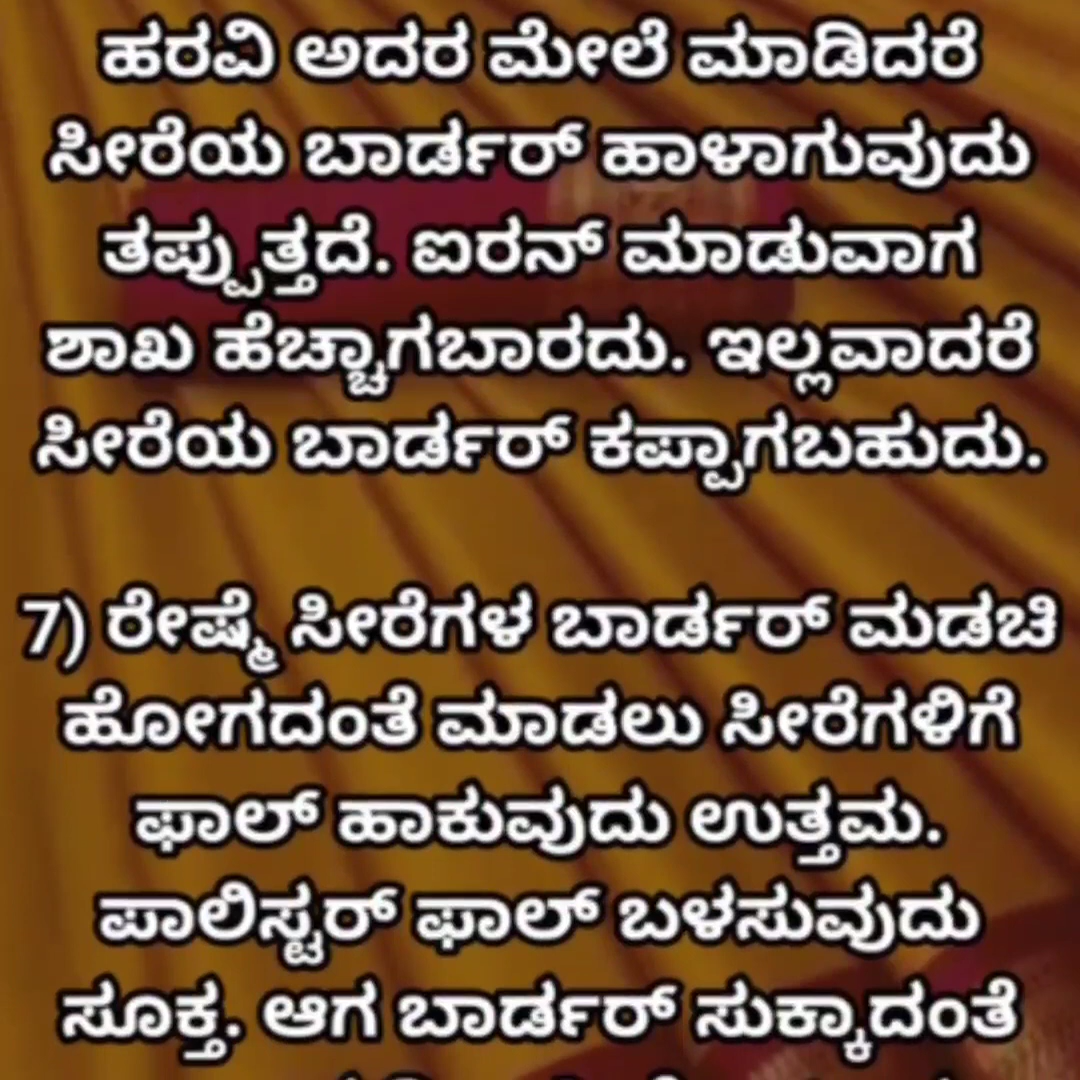 ಹರವಿ ಅದರ ಮೇಲೆ ಮಾಡಿದರೆ
ಸೀರೆಯ ಬಾರ್ಡರ್ ಹಾಳಾಗುವುದು
ತಪ್ಪುತ್ತದೆ. ಐರನ್ ಮಾಡುವಾಗ
ಶಾಖ ಹೆಚ್ಚಾಗಬಾರದು. ಇಲ್ಲವಾದರೆ
ಸೀರೆಯ ಬಾರ್ಡರ್ ಕಪ್ಪಾಗಬಹುದು.
7) ರೇಷ್ಮೆ ಸೀರೆಗಳ ಬಾರ್ಡರ್ ಮಡಚಿ
ಹೋಗದಂತೆ ಮಾಡಲು ಸೀರೆಗಳಿಗೆ
ಫಾಲ್ ಹಾಕುವುದು ಉತ್ತಮ.
ಪಾಲಿಸ್ಟರ್ ಫಾಲ್ ಬಳಸುವುದು
ಸೂಕ್ತ. ಆಗ ಬಾರ್ಡರ್ ಸುಕ್ಕಾದಂತೆ